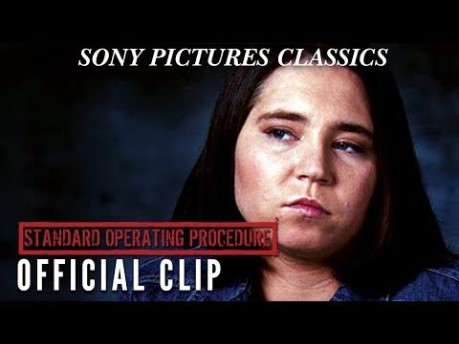 SONY PICTURES CLASSICS
STANDARD OPERATING PROCEDURE
OFFICIAL CLIP